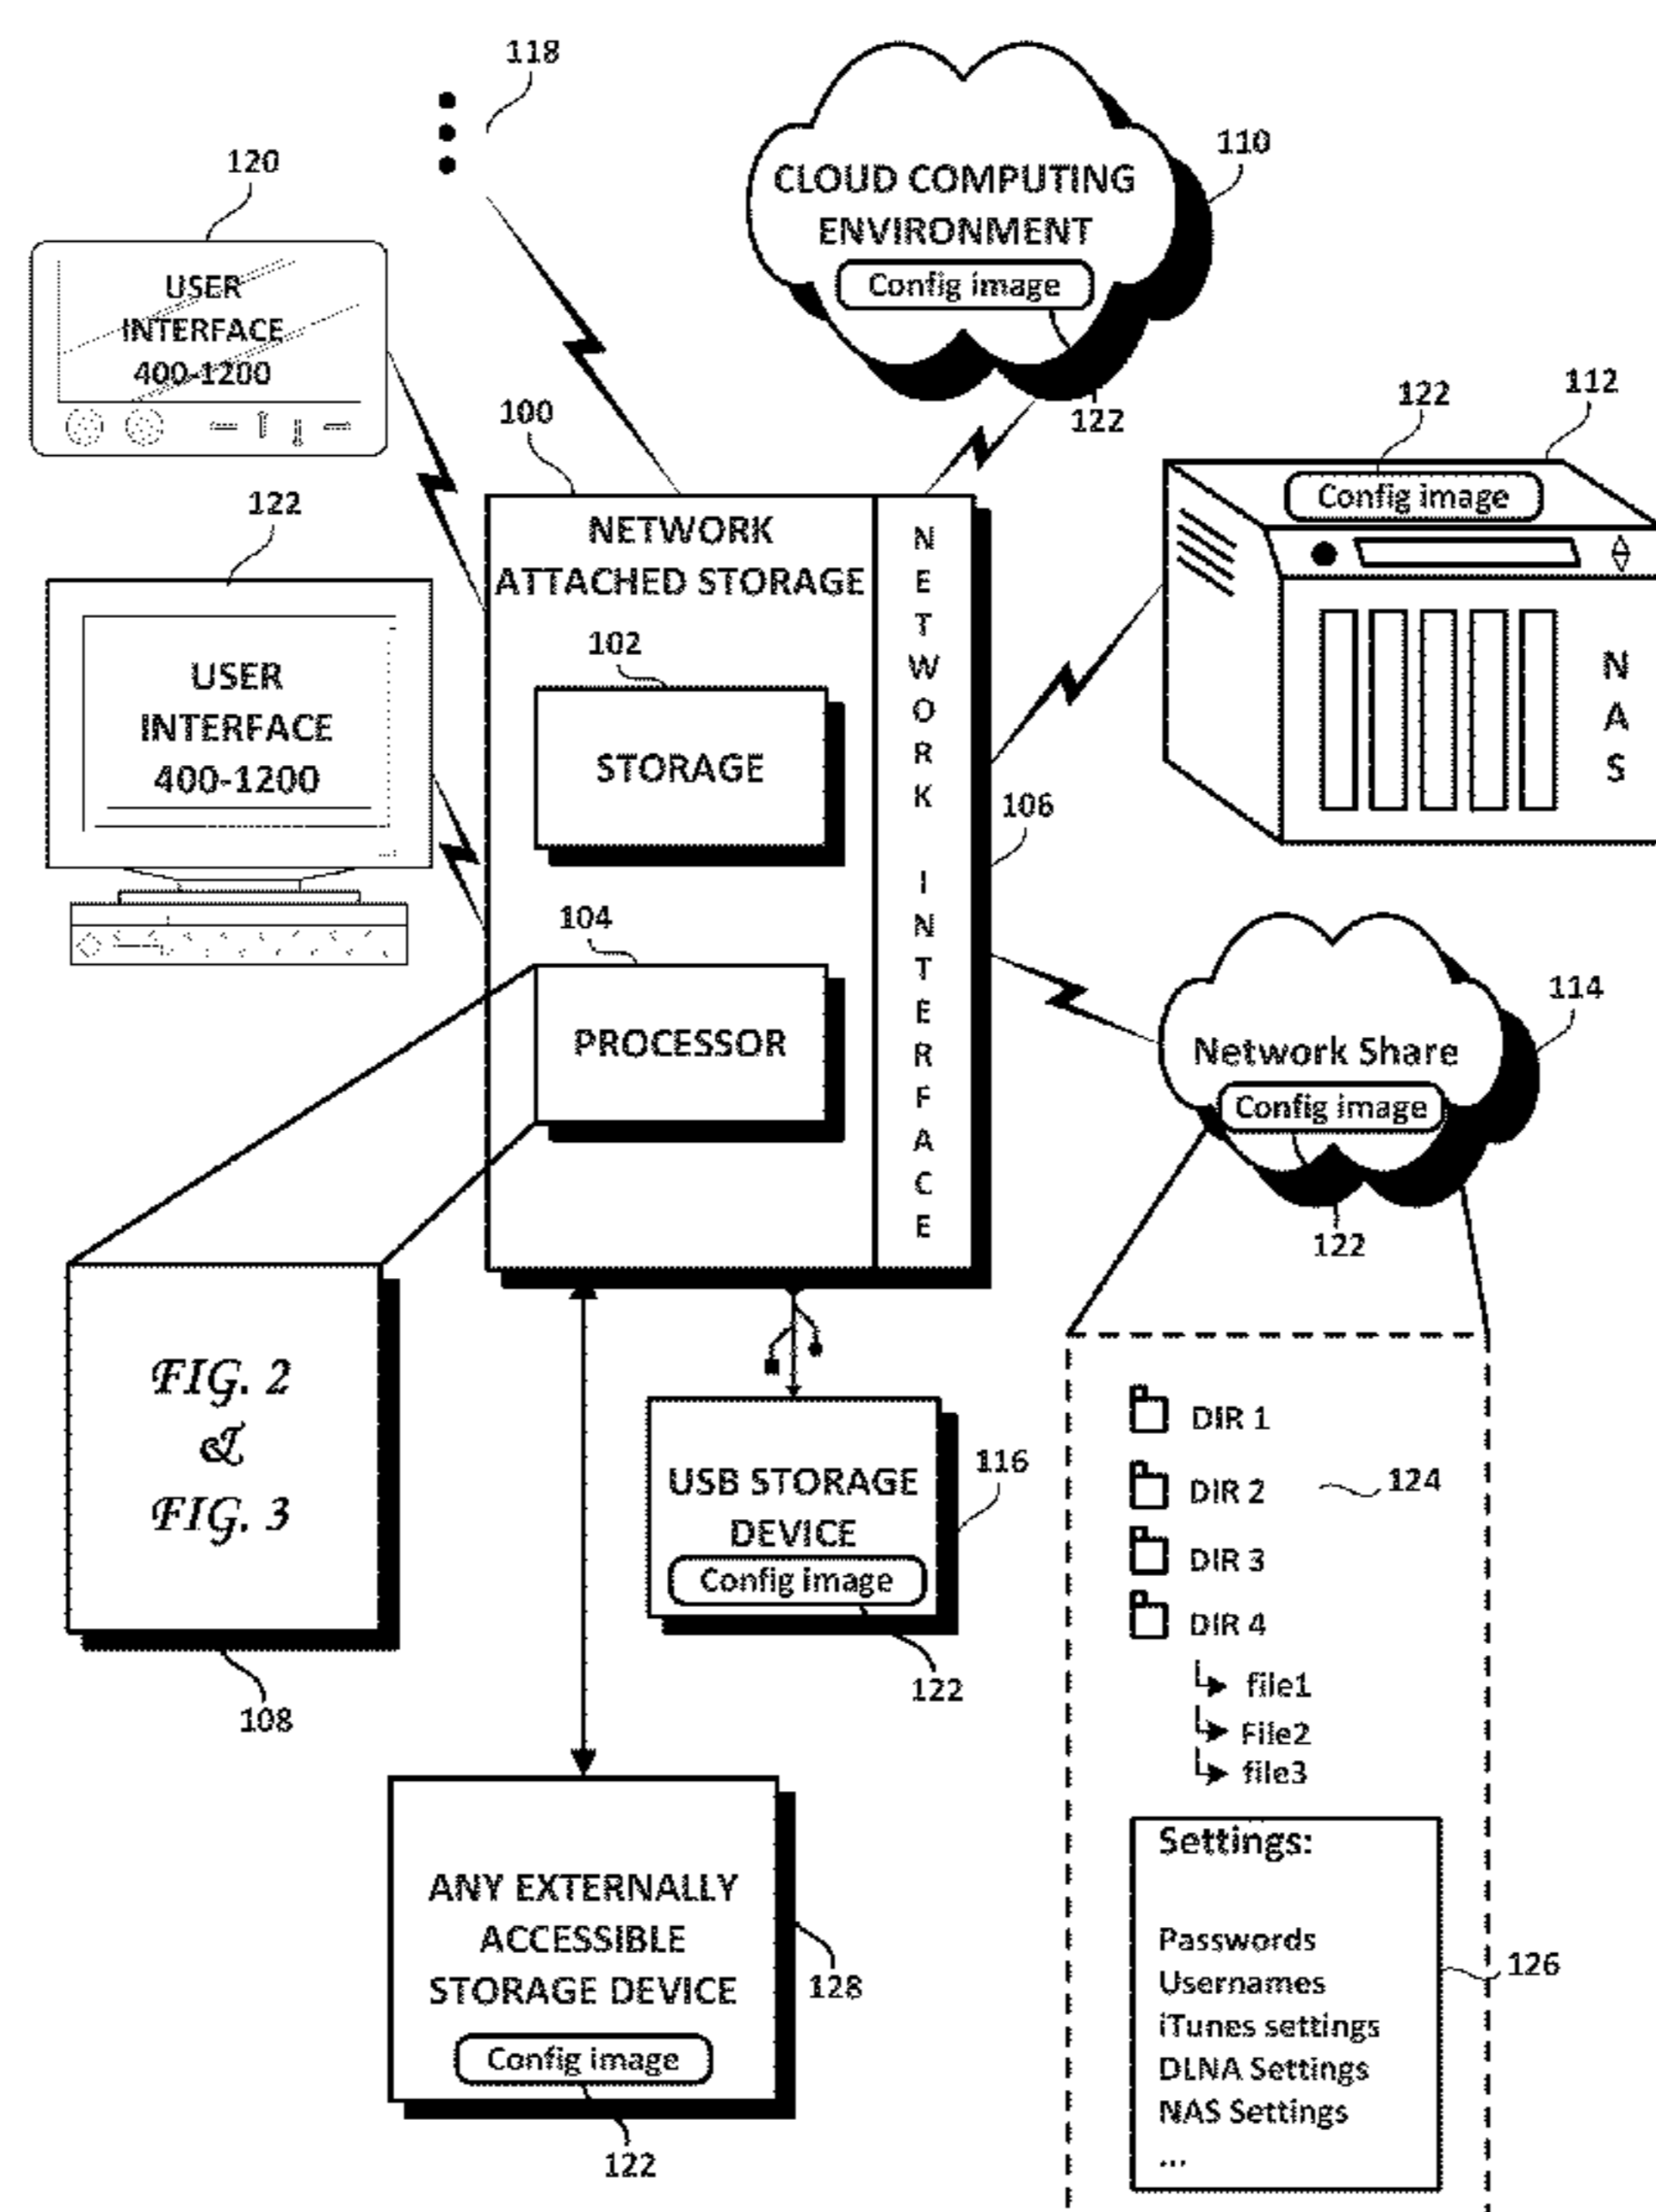 118
120
USER
INTERFACE
400-1200
CLOUD COMPUTING
ENVIRONMENT
Config image
110
122
122
USER
INTERFACE
400-1200
100
NETWORK
ATTACHED STORAGE
102
STORAGE
104
PROCESSOR
NETWORK INTERFACE
106
122
112
Config image
NAS
114
Network Share
Config image
122
FIG. 2
&
FIG. 3
108
USB STORAGE
DEVICE
Config image
116
122
ANY EXTERNALLY
ACCESSIBLE
STORAGE DEVICE
Config image
128
122
DIR 1
DIR 2
124
DIR 3
DIR 4
file1
File2
file3
Settings:
Passwords
Usernames
iTunes settings
DLNA Settings
NAS Settings
...
126